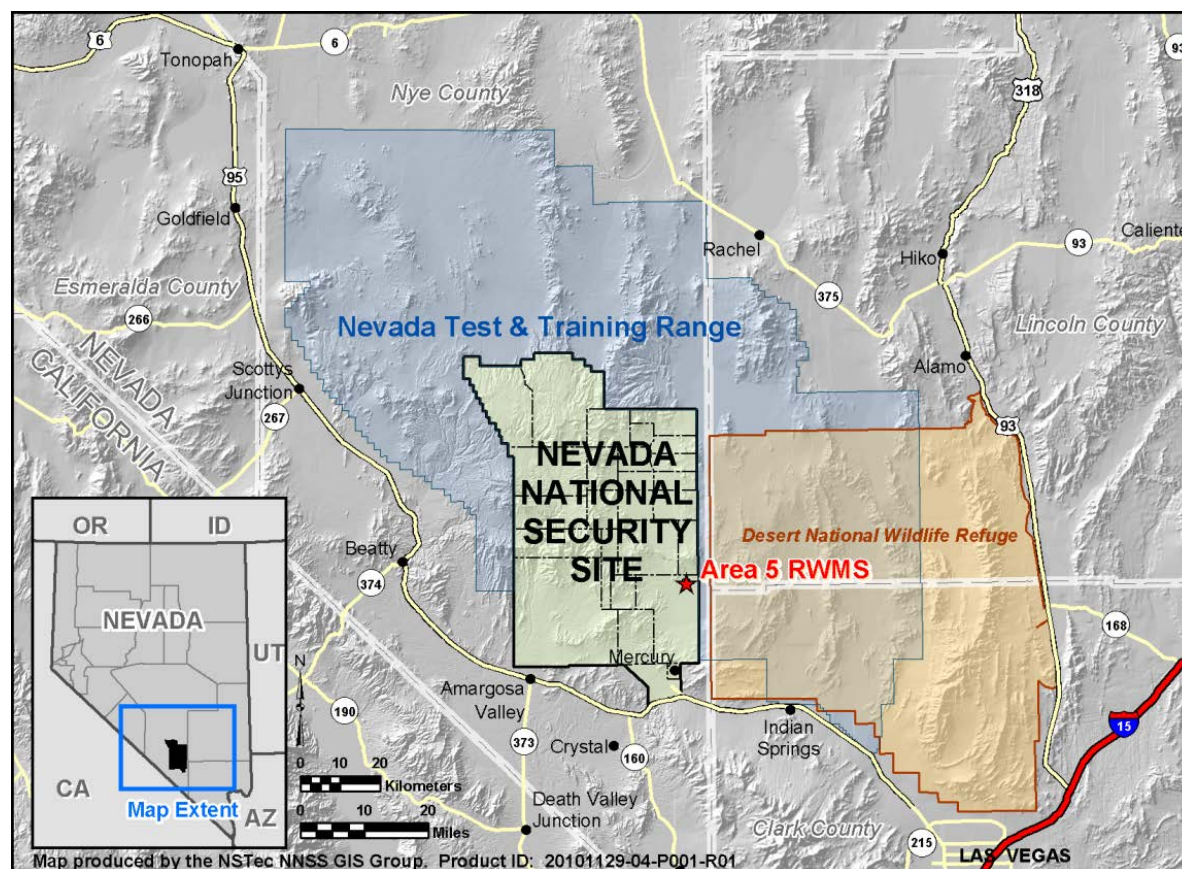 6
Tonopah
6
93
Nye County
318
95
Goldfield
Rachel
Hiko
93
Caliente
Esmeralda County
266
375
Lincoln County
Nevada Test & Training Range
NEVADA
CALIFORNIA
Scottys
Junction
267
Alamo
93
NEVADA
NATIONAL
SECURITY
SITE
Desert National Wildlife Refuge
Area 5 RWMS
Beatty
374
168
Mercury
Amargosa
Valley
190
373
Crystal
160
Indian
Springs
15
Death Valley
Junction
Clark County
215
LAS VEGAS
OR
ID
NEVADA
UT
CA
AZ
Map Extent
N
0 10 20
Kilometers
0 10 20
Miles
Map produced by the NSTec NNSS GIS Group. Product ID: 20101129-04-P001-R01